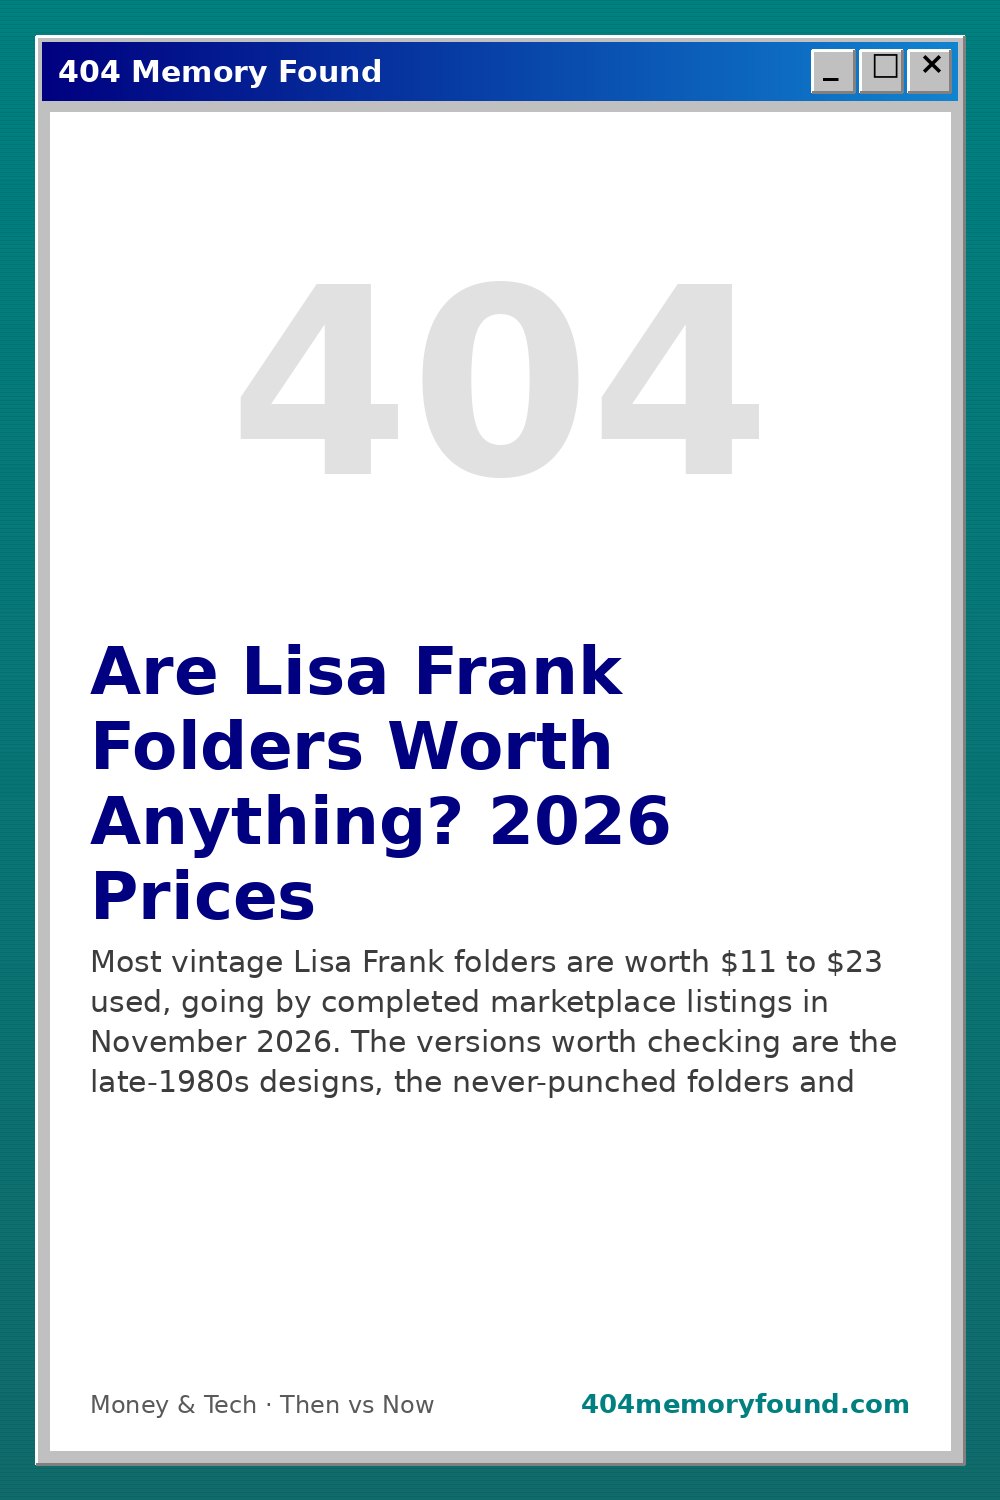 404 Memory Found
404
Are Lisa Frank
Folders Worth
Anything? 2026
Prices
Most vintage Lisa Frank folders are worth $11 to $23
used, going by completed marketplace listings in
November 2026. The versions worth checking are the
late-1980s designs, the never-punched folders and
Money & Tech · Then vs Now
404memoryfound.com